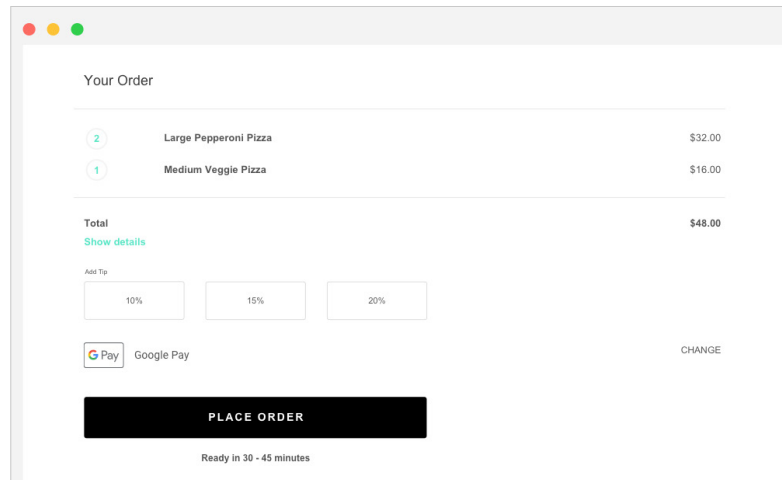 Your Order
2 Large Pepperoni Pizza $32.00
1 Medium Veggie Pizza $16.00
Total $48.00
Show details
Add Tip
10% 15% 20%
G Pay Google Pay CHANGE
PLACE ORDER
Ready in 30 - 45 minutes